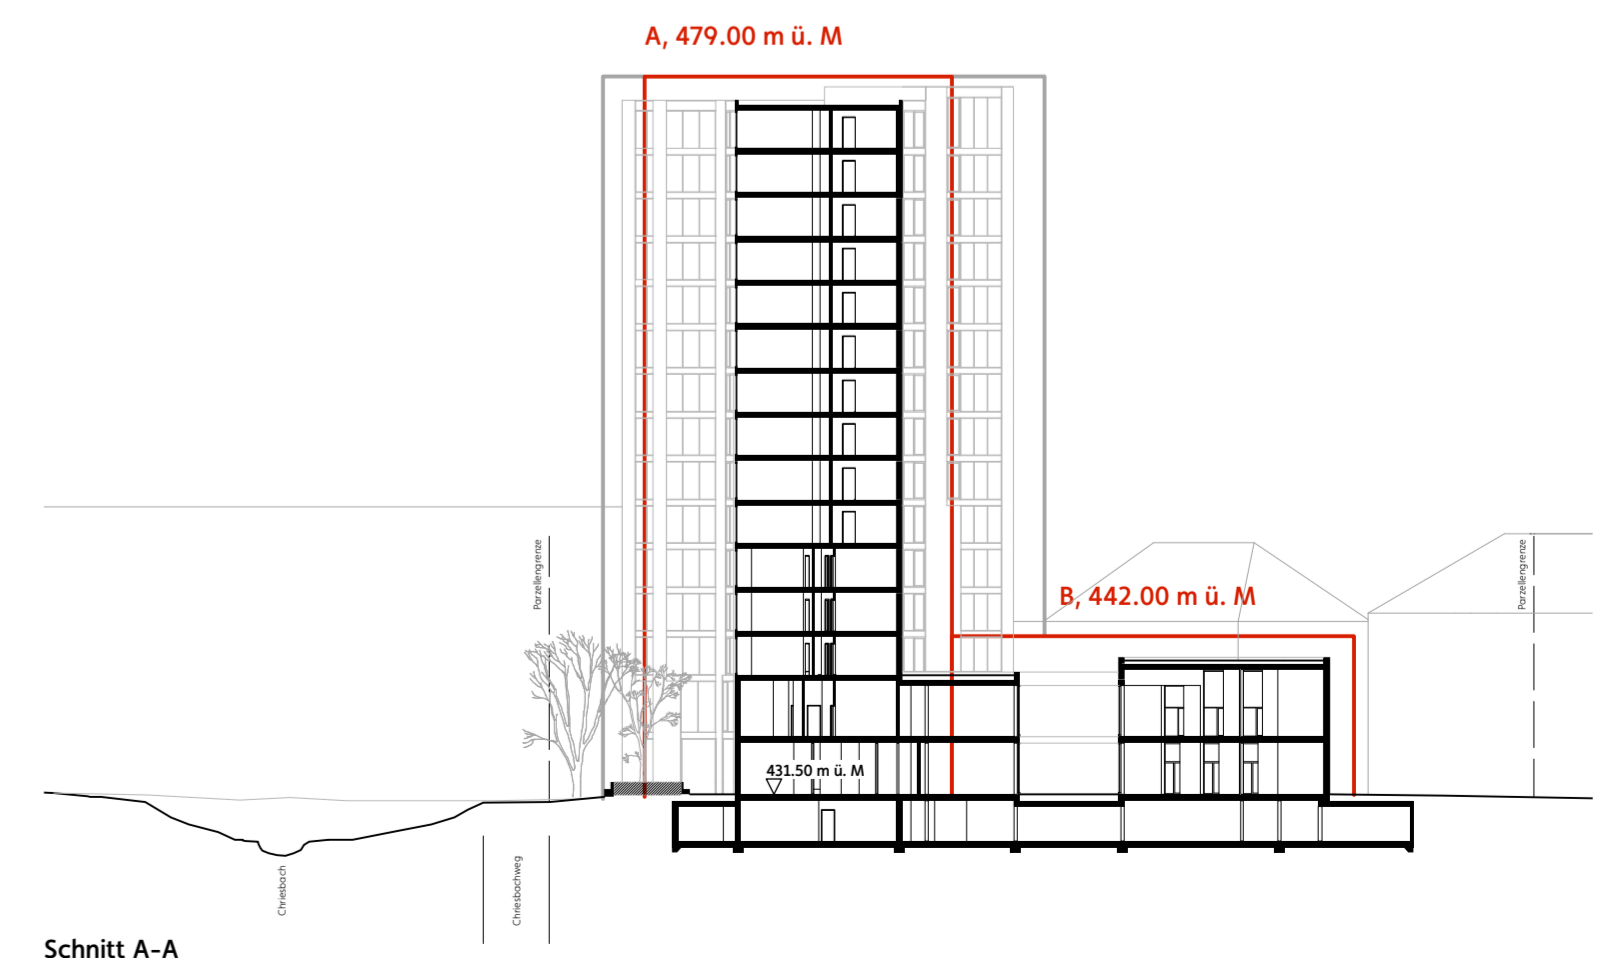 A, 479.00 m ü. M
Parzellengrenze
Parzellengrenze
B, 442.00 m ü. M
431.50 m ü. M
Chriesbach
Chriesbachweg
Schnitt A-A